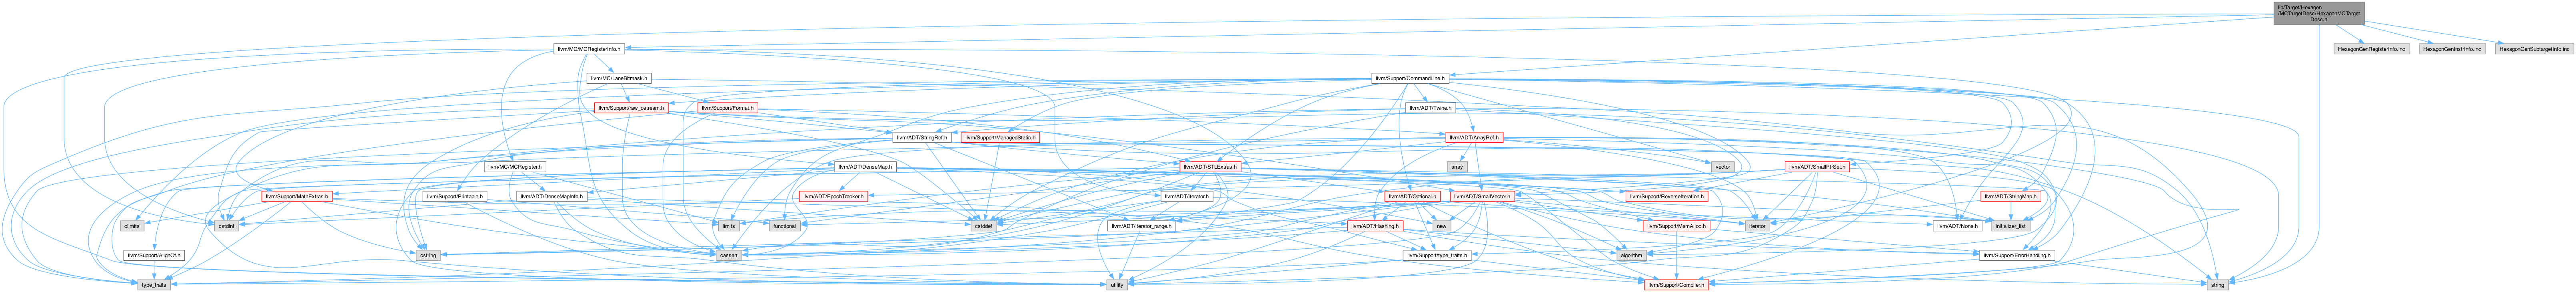 lib/Target/Hexagon
/MCTargetDesc/HexagonMCTarget
Desc.h
llvm/MC/MCRegisterInfo.h
HexagonGenRegisterInfo.inc
HexagonGenInstrInfo.inc
HexagonGenSubtargetInfo.inc
llvm/MC/LaneBitmask.h
llvm/Support/CommandLine.h
llvm/Support/raw_ostream.h
llvm/Support/Format.h
llvm/ADT/Twine.h
llvm/ADT/StringRef.h
llvm/Support/ManagedStatic.h
llvm/ADT/ArrayRef.h
llvm/MC/MCRegister.h
llvm/ADT/DenseMap.h
llvm/ADT/STLExtras.h
array
vector
llvm/ADT/SmallPtrSet.h
llvm/Support/MathExtras.h
llvm/Support/Printable.h
llvm/ADT/DenseMapInfo.h
llvm/ADT/EpochTracker.h
llvm/ADT/iterator.h
llvm/ADT/Optional.h
llvm/ADT/SmallVector.h
llvm/Support/ReverseIteration.h
llvm/ADT/StringMap.h
climits
cstdint
limits
functional
cstddef
llvm/ADT/iterator_range.h
llvm/ADT/Hashing.h
new
llvm/Support/MemAlloc.h
iterator
llvm/ADT/None.h
initializer_list
llvm/Support/AlignOf.h
cstring
cassert
llvm/Support/type_traits.h
algorithm
llvm/Support/ErrorHandling.h
type_traits
utility
llvm/Support/Compiler.h
string